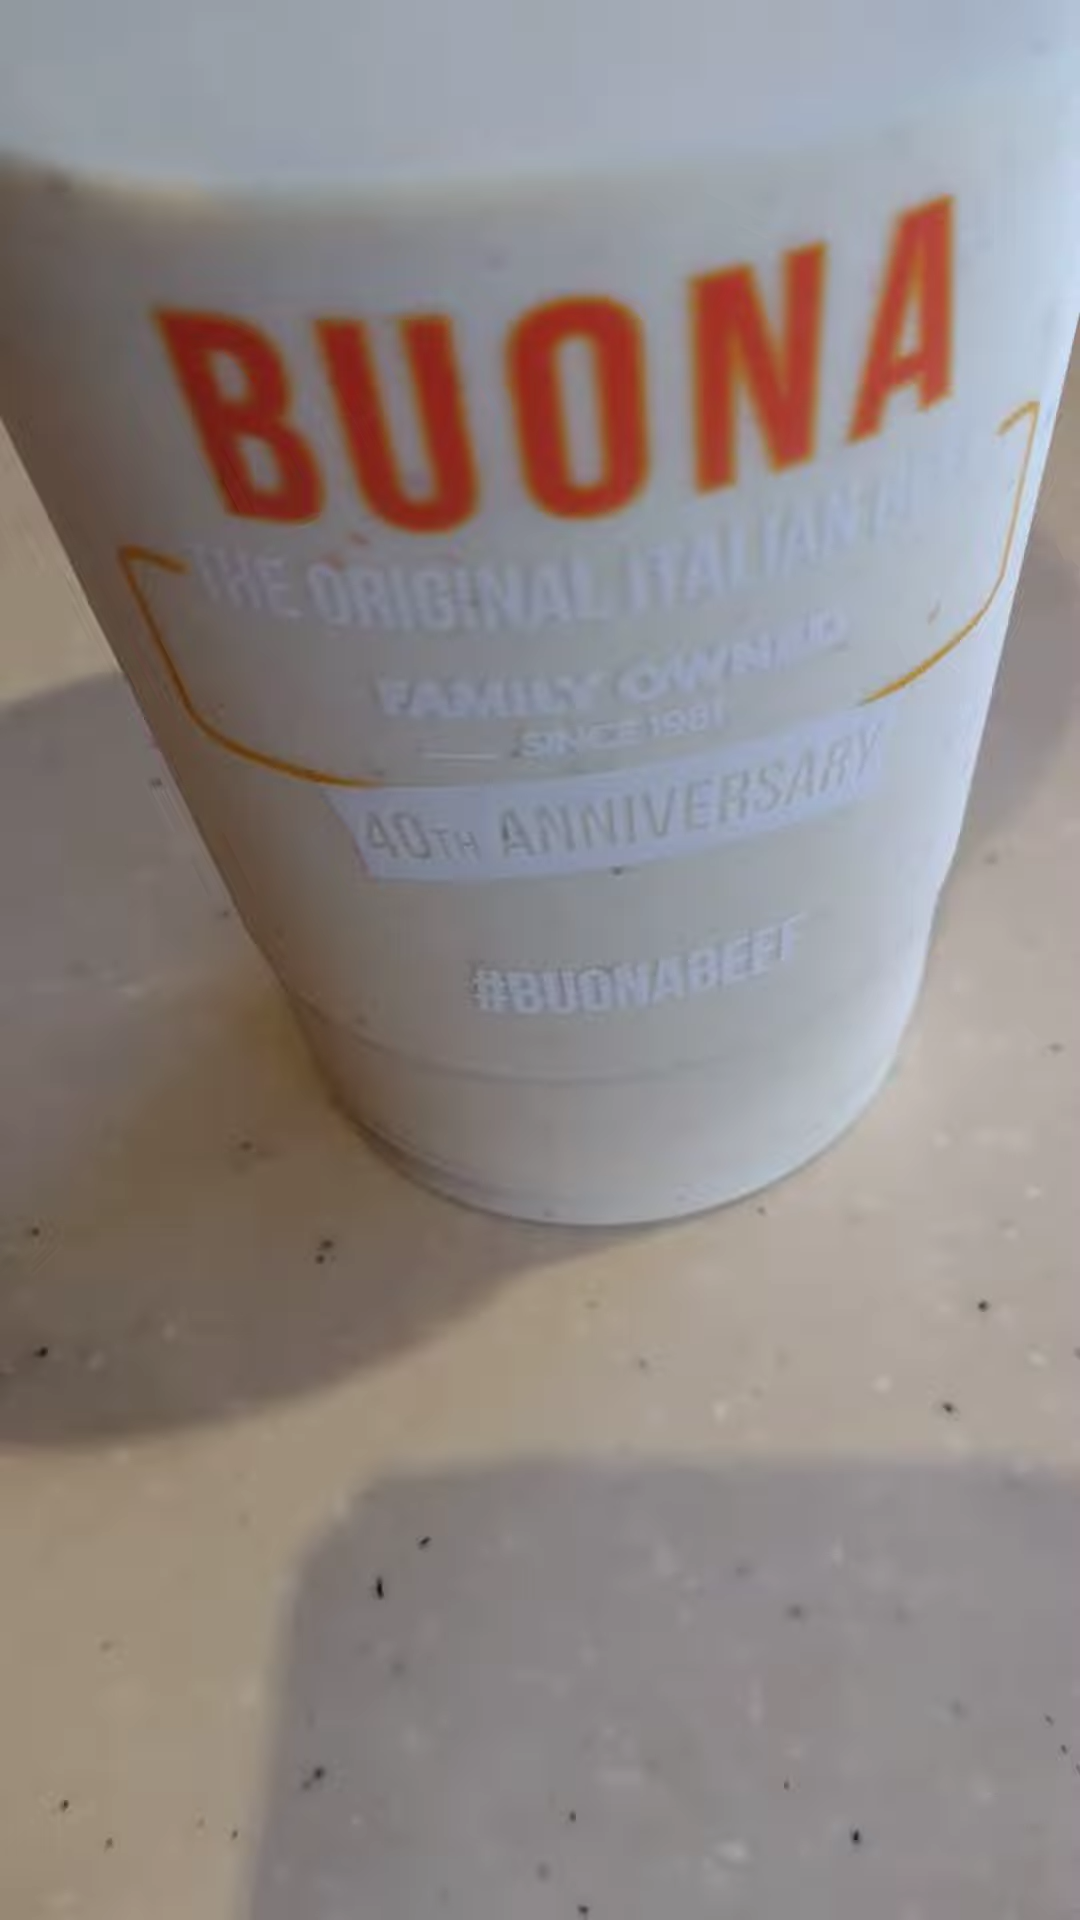 BUONA
THE ORIGINAL ITALIAN
FAMILY OWNED
SINCE 1981
40TH ANNIVERSARY
#BUONABEEF